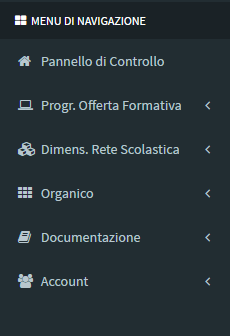 MENU DI NAVIGAZIONE
Pannello di Controllo
Progr. Offerta Formativa
Dimens. Rete Scolastica
Organico
Documentazione
Account